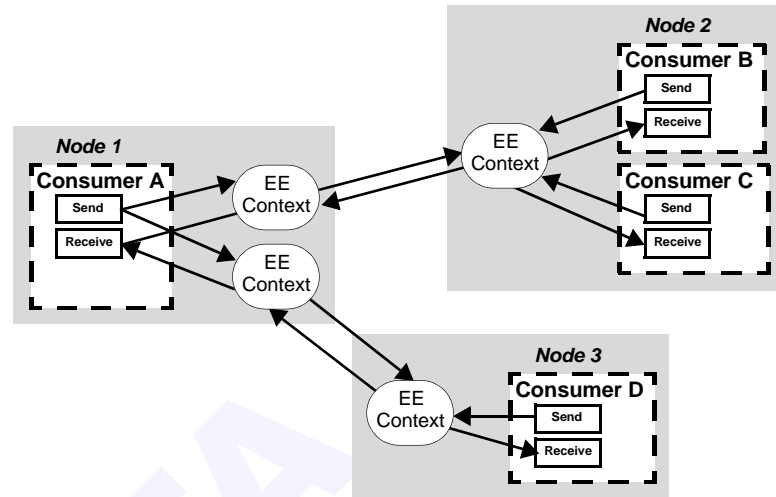 Node 2
Consumer B
Send
Receive
EE
Context
Consumer C
Send
Receive
Node 1
Consumer A
Send
Receive
EE
Context
EE
Context
Node 3
Consumer D
Send
Receive
EE
Context